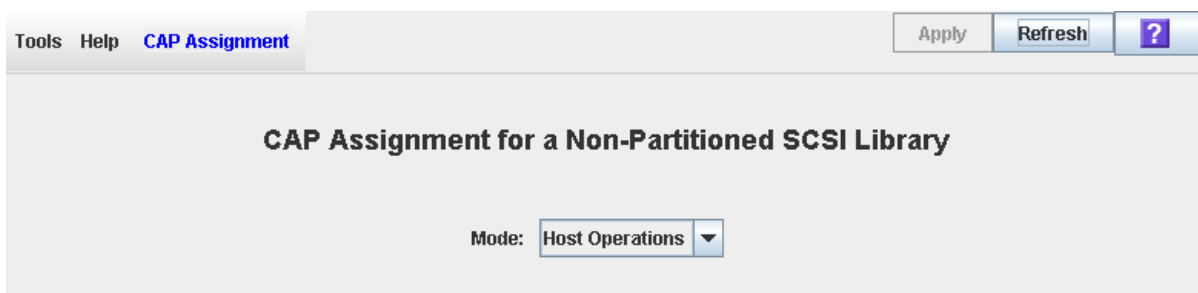 Tools Help CAP Assignment Apply Refresh ?
CAP Assignment for a Non-Partitioned SCSI Library
Mode: Host Operations